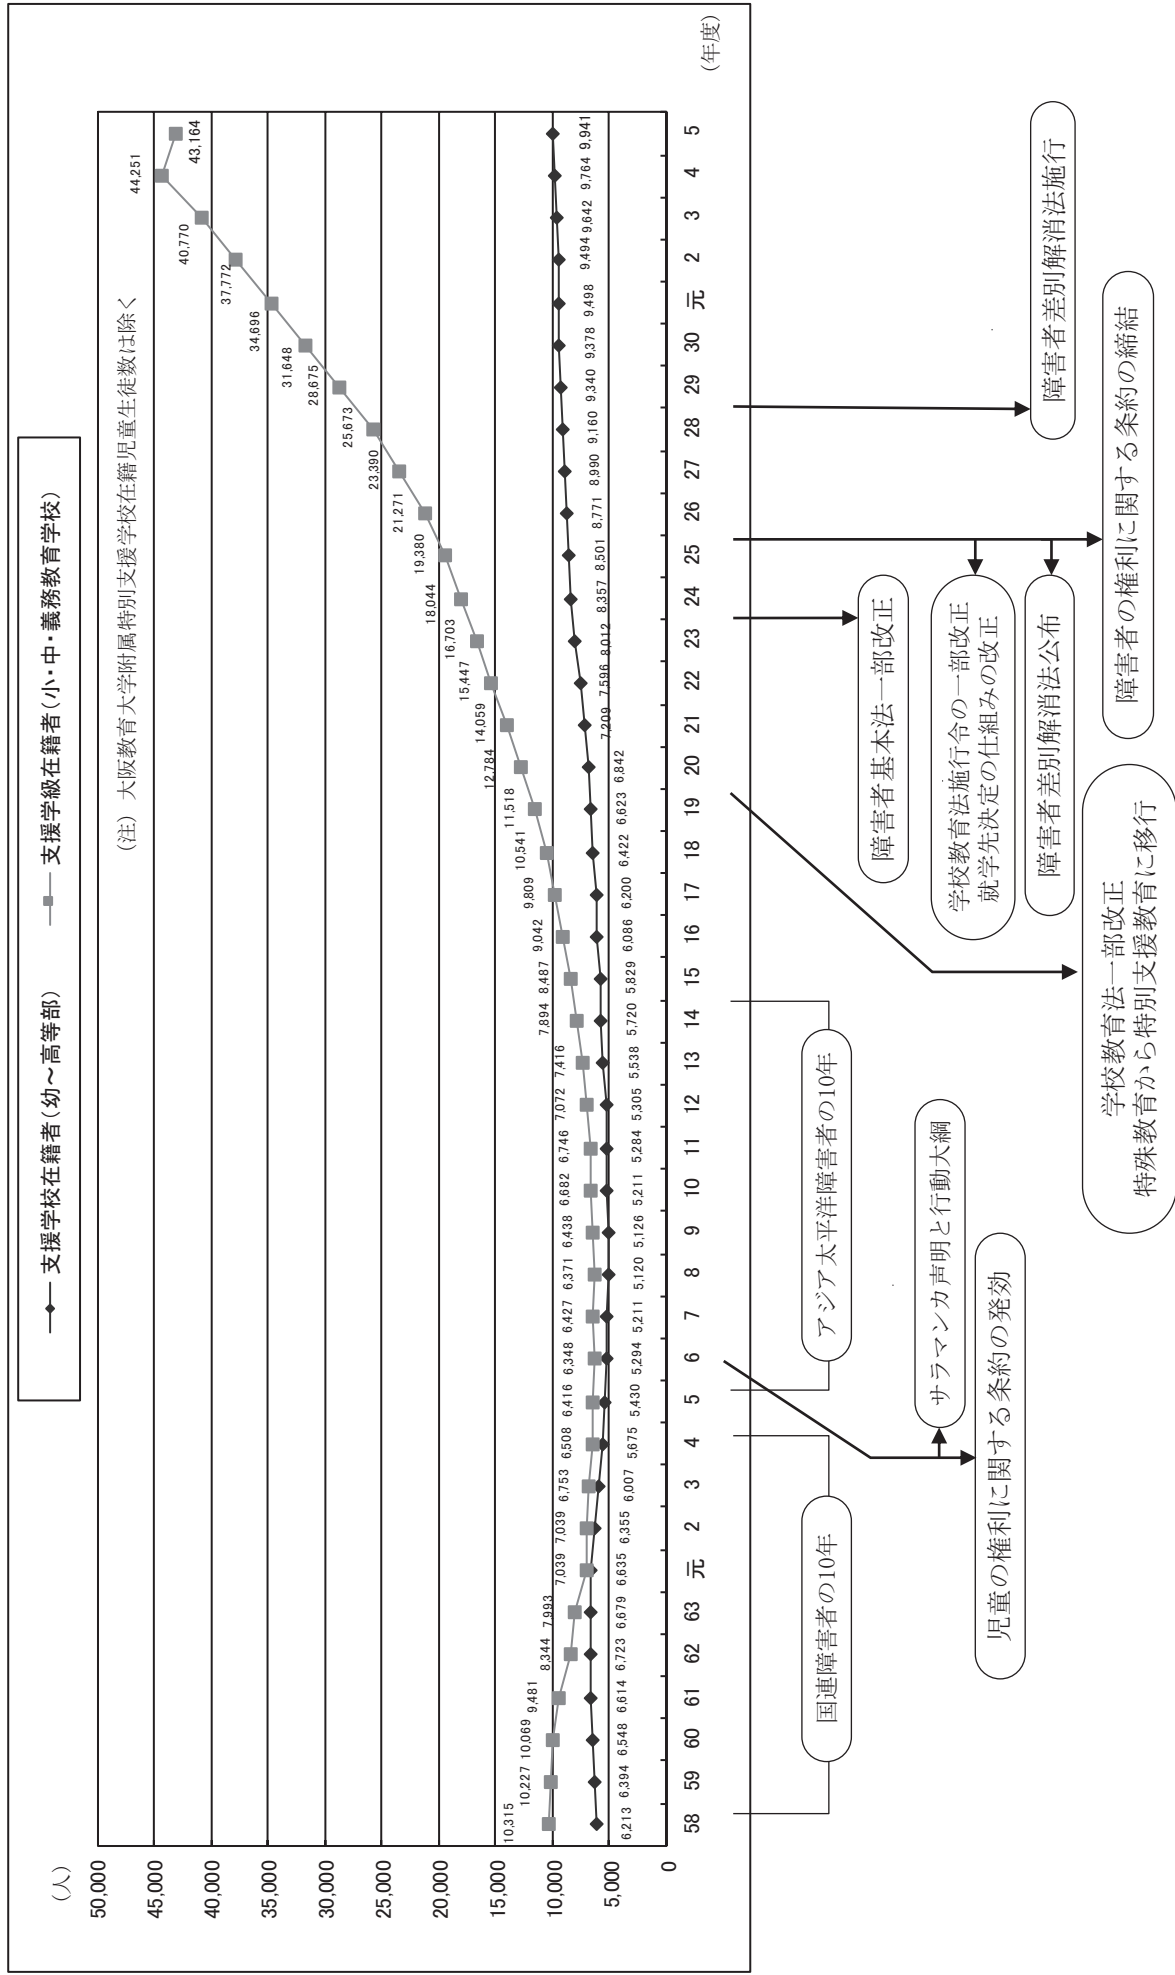 支援学校在籍者(幼～高等部)
支援学級在籍者(小・中・義務教育学校)
(注) 大阪教育大学附属特別支援学校在籍児童生徒数は除く
(人)
50,000
45,000
40,000
35,000
30,000
25,000
20,000
15,000
10,000
5,000
0
10,315 10,227 10,069 9,481 8,344 7,993 7,039 7,039 6,753 6,508 6,416 6,348 6,427 6,371 6,438 6,682 6,746 7,072 7,416 7,894 8,487 9,042 9,809 10,541 11,518 12,784 14,059 15,447 16,703 18,044 19,380 21,271 23,390 25,673 28,675 31,648 34,696 37,772 40,770 44,251 43,164
6,213 6,394 6,548 6,614 6,723 6,679 6,635 6,355 6,007 5,675 5,430 5,294 5,211 5,120 5,126 5,211 5,284 5,305 5,538 5,720 5,829 6,086 6,200 6,422 6,623 6,842 7,209 7,596 8,012 8,357 8,501 8,771 8,990 9,160 9,340 9,378 9,498 9,494 9,642 9,764 9,941
58 59 60 61 62 63 元 2 3 4 5 6 7 8 9 10 11 12 13 14 15 16 17 18 19 20 21 22 23 24 25 26 27 28 29 30 元 2 3 4 5
(年度)
国連障害者の10年
アジア太平洋障害者の10年
サラマンカ声明と行動大綱
児童の権利に関する条約の発効
学校教育法一部改正
特殊教育から特別支援教育に移行
障害者基本法一部改正
学校教育法施行令の一部改正
就学先決定の仕組みの改正
障害者差別解消法公布
障害者の権利に関する条約の締結
障害者差別解消法施行